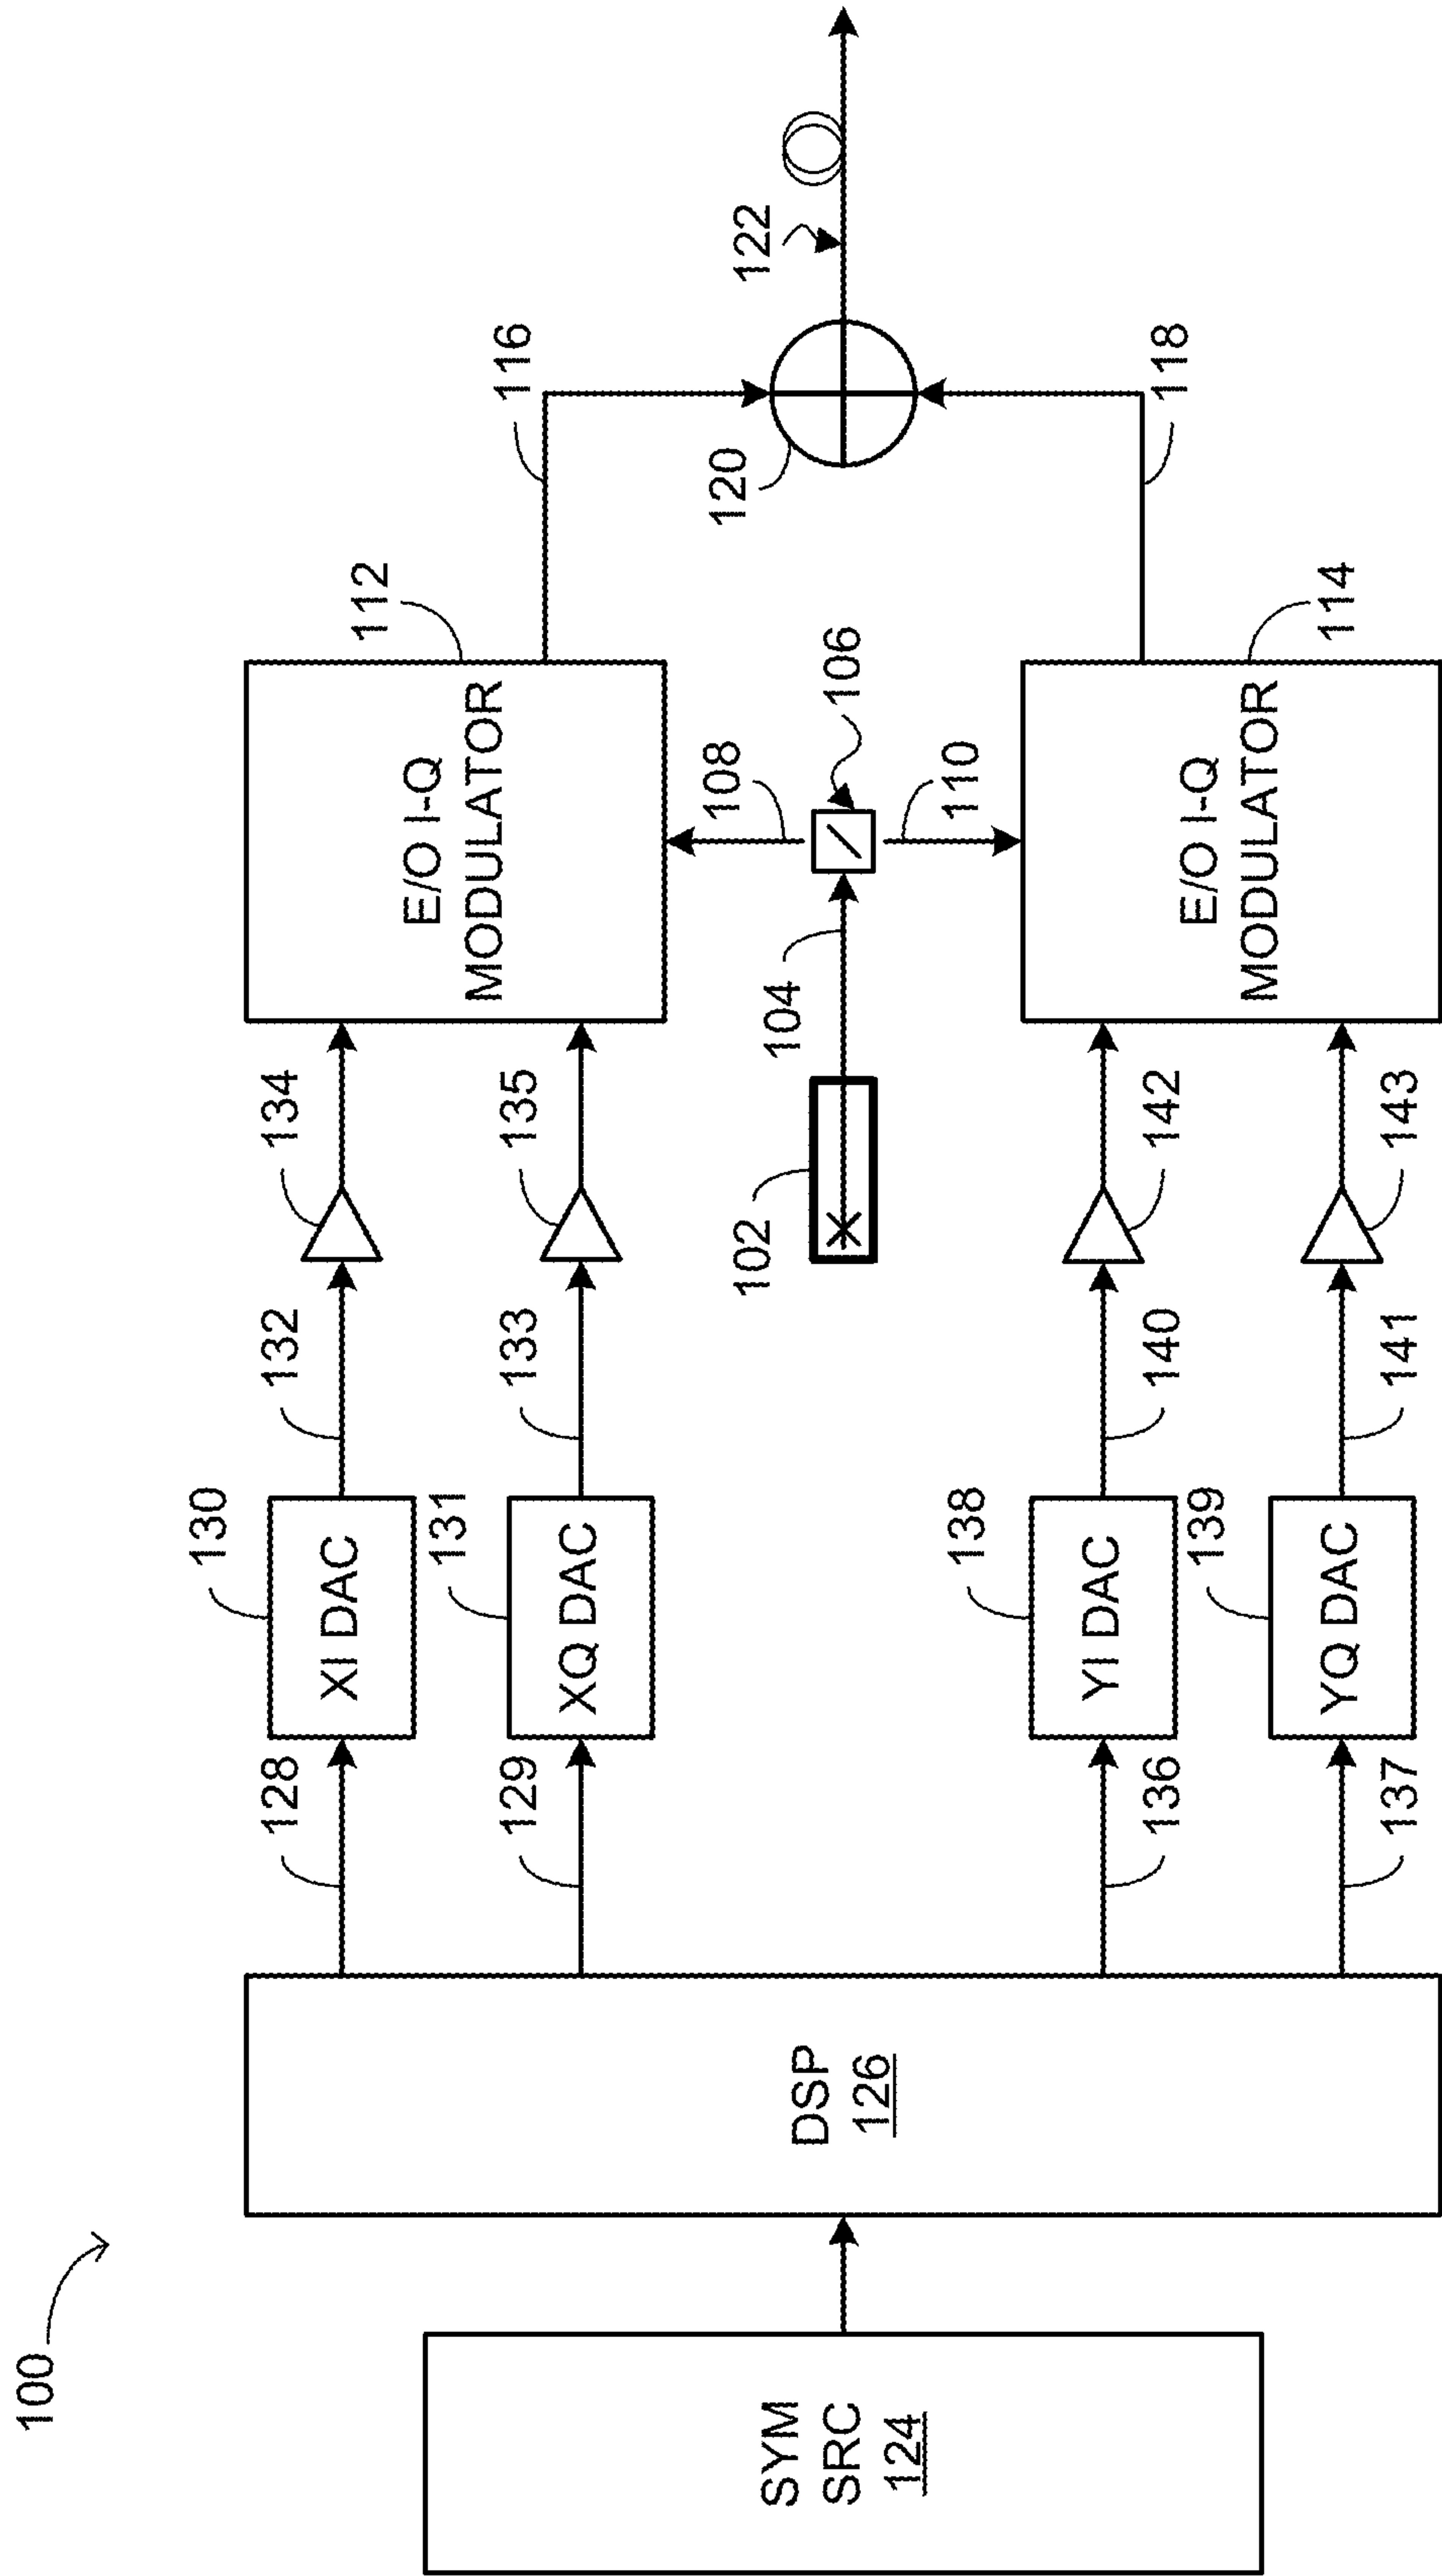 100
SYM
SRC
124
DSP
126
128
129
136
137
130
XI DAC
131
XQ DAC
138
YI DAC
139
YQ DAC
132
133
140
141
134
135
142
143
102
104
106
108
110
112
E/O I-Q
MODULATOR
114
E/O I-Q
MODULATOR
116
118
120
122